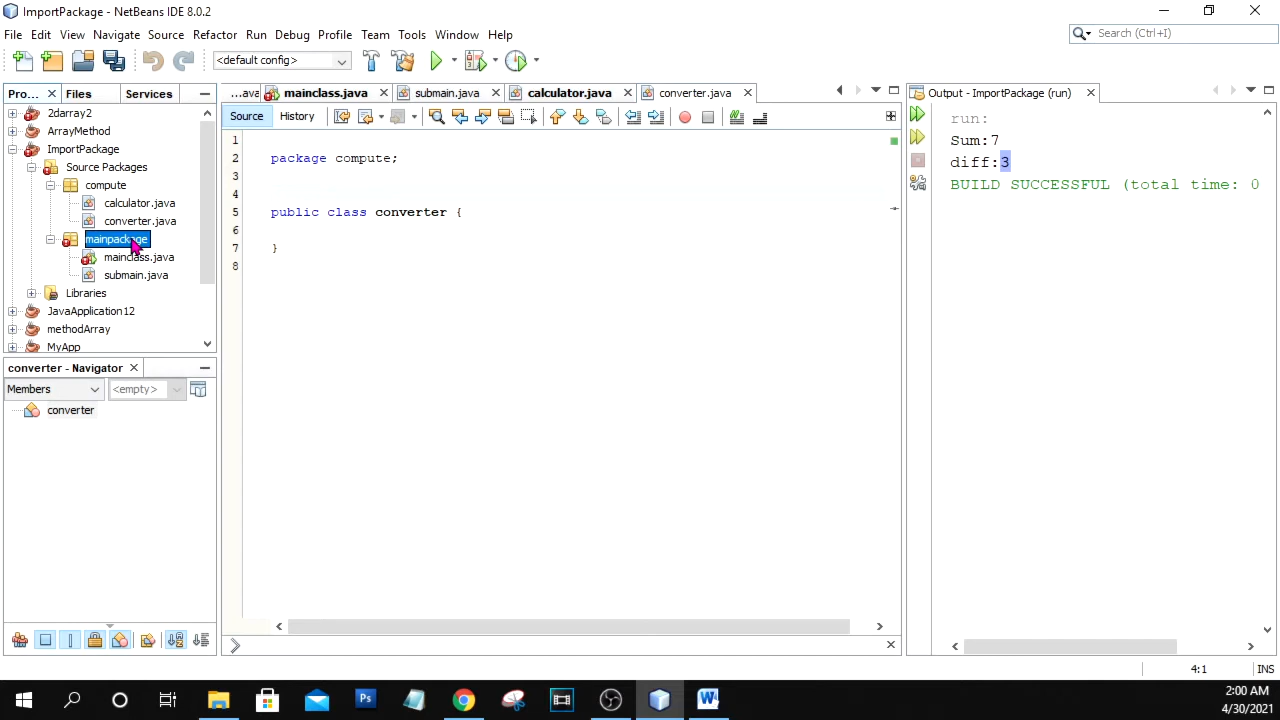 ImportPackage - NetBeans IDE 8.0.2
File Edit View Navigate Source Refactor Run Debug Profile Team Tools Window Help
Search (Ctrl+I)
<default config>
Pro... Files Services
...ava mainclass.java submain.java calculator.java converter.java
Output - ImportPackage (run)
Source History
2darray2
ArrayMethod
ImportPackage
Source Packages
compute
calculator.java
converter.java
mainpackage
mainclass.java
submain.java
Libraries
JavaApplication12
methodArray
MyApp
1
2 package compute;
3
4
5 public class converter {
6
7 }
8
run:
Sum:7
diff:3
BUILD SUCCESSFUL (total time: 0
converter - Navigator
Members <empty>
converter
4:1 INS
2:00 AM
4/30/2021